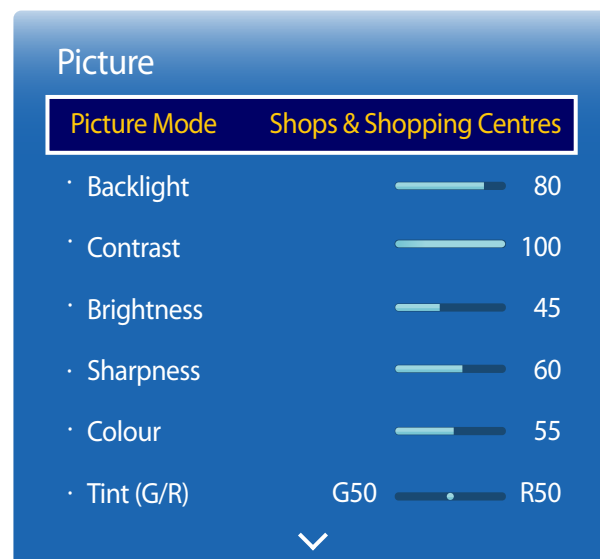 Picture
Picture Mode Shops & Shopping Centres
· Backlight 80
· Contrast 100
· Brightness 45
· Sharpness 60
· Colour 55
· Tint (G/R) G50 R50